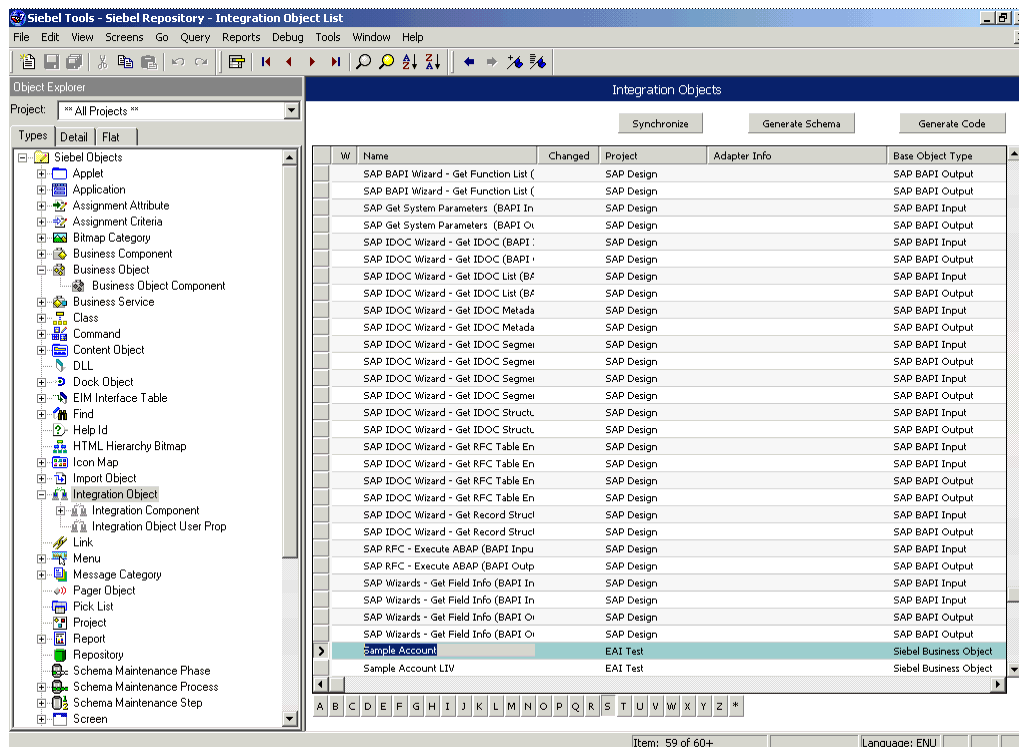 Siebel Tools - Siebel Repository - Integration Object List
File Edit View Screens Go Query Reports Debug Tools Window Help
Object Explorer
Project: ** All Projects **
Types Detail Flat
Siebel Objects
Applet
Application
Assignment Attribute
Assignment Criteria
Bitmap Category
Business Component
Business Object
Business Object Component
Business Service
Class
Command
Content Object
DLL
Dock Object
EIM Interface Table
Find
Help Id
HTML Hierarchy Bitmap
Icon Map
Import Object
Integration Object
Integration Component
Integration Object User Prop
Link
Menu
Message Category
Pager Object
Pick List
Project
Report
Repository
Schema Maintenance Phase
Schema Maintenance Process
Schema Maintenance Step
Screen
Integration Objects
Synchronize Generate Schema Generate Code
W Name Changed Project Adapter Info Base Object Type
SAP BAPI Wizard - Get Function List ( SAP Design SAP BAPI Output
SAP BAPI Wizard - Get Function List ( SAP Design SAP BAPI Output
SAP Get System Parameters (BAPI In SAP Design SAP BAPI Input
SAP Get System Parameters (BAPI Ou SAP Design SAP BAPI Output
SAP IDOC Wizard - Get IDOC (BAPI SAP Design SAP BAPI Input
SAP IDOC Wizard - Get IDOC (BAPI SAP Design SAP BAPI Output
SAP IDOC Wizard - Get IDOC List (BA SAP Design SAP BAPI Input
SAP IDOC Wizard - Get IDOC List (BA SAP Design SAP BAPI Output
SAP IDOC Wizard - Get IDOC Metada SAP Design SAP BAPI Input
SAP IDOC Wizard - Get IDOC Metada SAP Design SAP BAPI Output
SAP IDOC Wizard - Get IDOC Segmen SAP Design SAP BAPI Input
SAP IDOC Wizard - Get IDOC Segmen SAP Design SAP BAPI Output
SAP IDOC Wizard - Get IDOC Segmen SAP Design SAP BAPI Input
SAP IDOC Wizard - Get IDOC Segmen SAP Design SAP BAPI Output
SAP IDOC Wizard - Get IDOC Structu SAP Design SAP BAPI Input
SAP IDOC Wizard - Get IDOC Structu SAP Design SAP BAPI Output
SAP IDOC Wizard - Get RFC Table En SAP Design SAP BAPI Input
SAP IDOC Wizard - Get RFC Table En SAP Design SAP BAPI Input
SAP IDOC Wizard - Get RFC Table En SAP Design SAP BAPI Output
SAP IDOC Wizard - Get RFC Table En SAP Design SAP BAPI Output
SAP IDOC Wizard - Get Record Struct SAP Design SAP BAPI Input
SAP IDOC Wizard - Get Record Struct SAP Design SAP BAPI Output
SAP RFC - Execute ABAP (BAPI Inpu SAP Design SAP BAPI Input
SAP RFC - Execute ABAP (BAPI Outp SAP Design SAP BAPI Output
SAP Wizards - Get Field Info (BAPI In SAP Design SAP BAPI Input
SAP Wizards - Get Field Info (BAPI In SAP Design SAP BAPI Input
SAP Wizards - Get Field Info (BAPI Ou SAP Design SAP BAPI Output
SAP Wizards - Get Field Info (BAPI Ou SAP Design SAP BAPI Output
Sample Account EAI Test Siebel Business Object
Sample Account LIV EAI Test Siebel Business Object
A B C D E F G H I J K L M N O P Q R S T U V W X Y Z *
Item: 59 of 60+ Language: ENU